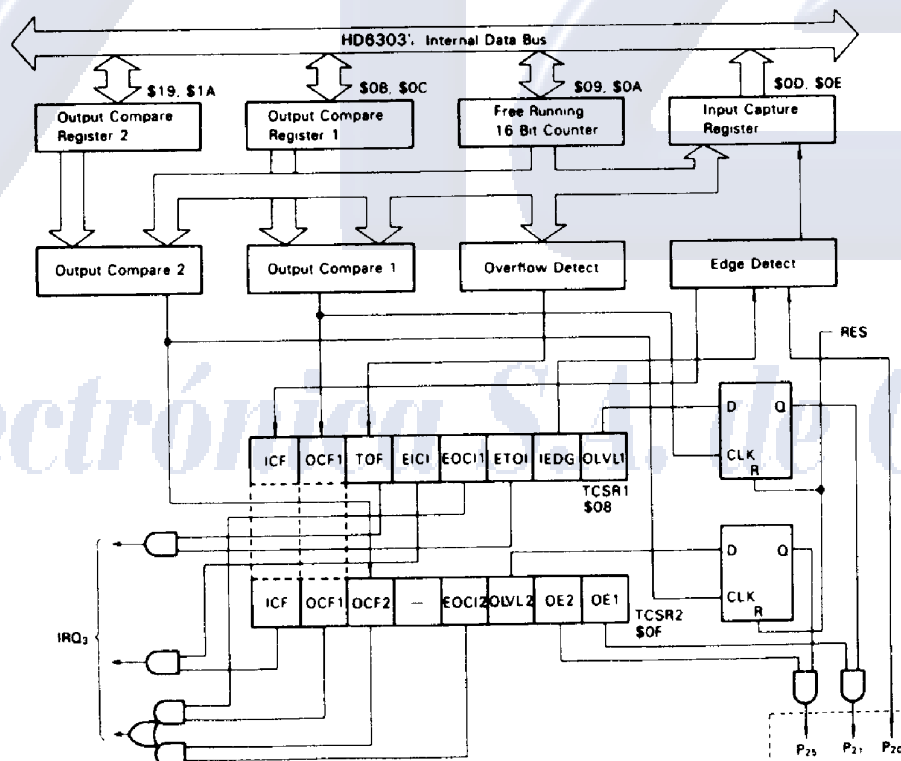 HD6303', Internal Data Bus
$19, $1A
$0B, $0C
$09, $0A
$0D, $0E
Output Compare
Register 2
Output Compare
Register 1
Free Running
16 Bit Counter
Input Capture
Register
Output Compare 2
Output Compare 1
Overflow Detect
Edge Detect
RES
D Q
CLK
R
ICF OCF1 TOF EICI EOCI1 ETOI IEDG OLVL1
TCSR1
$08
D Q
CLK
R
ICF OCF1 OCF2 — EOCI2 OLVL2 OE2 OE1
TCSR2
$0F
IRQ₃
P₂₅ P₂₁ P₂₀
ectrónica S.A. de C